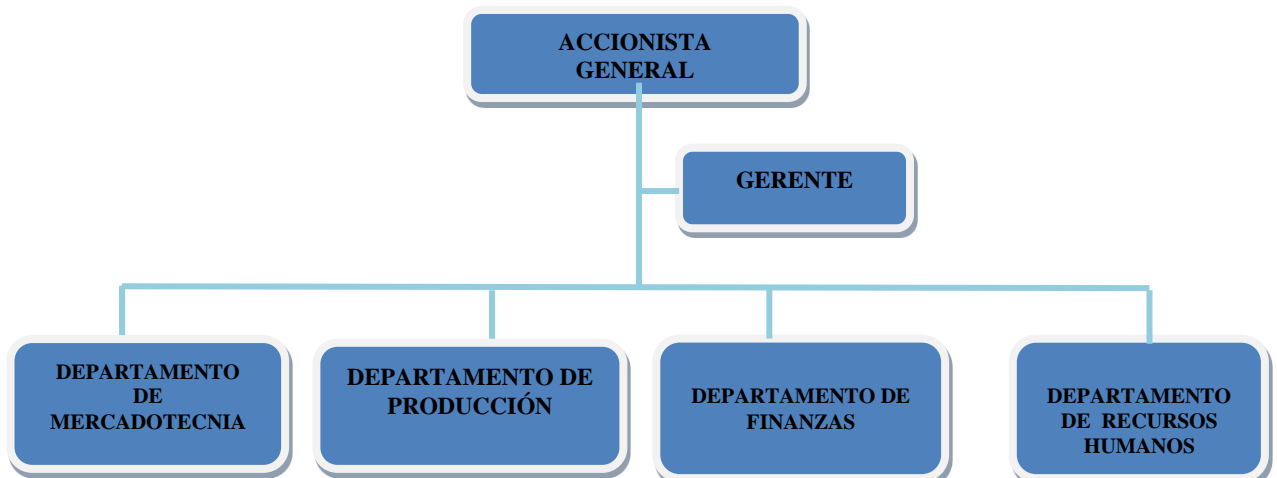 ACCIONISTA
GENERAL
GERENTE
DEPARTAMENTO
DE
MERCADOTECNIA
DEPARTAMENTO DE
PRODUCCIÓN
DEPARTAMENTO DE
FINANZAS
DEPARTAMENTO
DE RECURSOS
HUMANOS